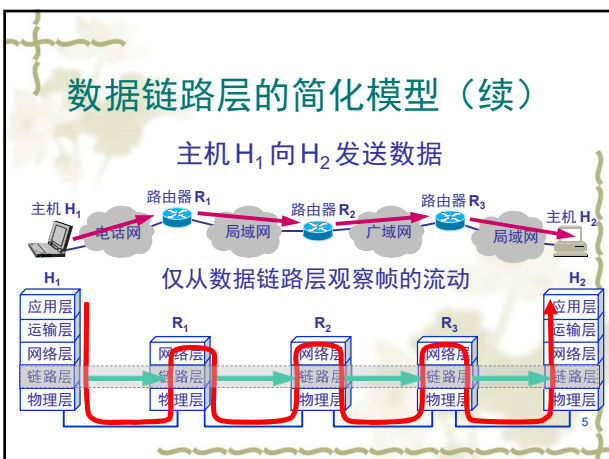 数据链路层的简化模型（续）
主机 H1 向 H2 发送数据
主机 H1
路由器 R1
路由器 R2
路由器 R3
主机 H2
电话网
局域网
广域网
局域网
仅从数据链路层观察帧的流动
H1
应用层
运输层
网络层
链路层
物理层
R1
网络层
链路层
物理层
R2
网络层
链路层
物理层
R3
网络层
链路层
物理层
H2
应用层
运输层
网络层
链路层
物理层
5